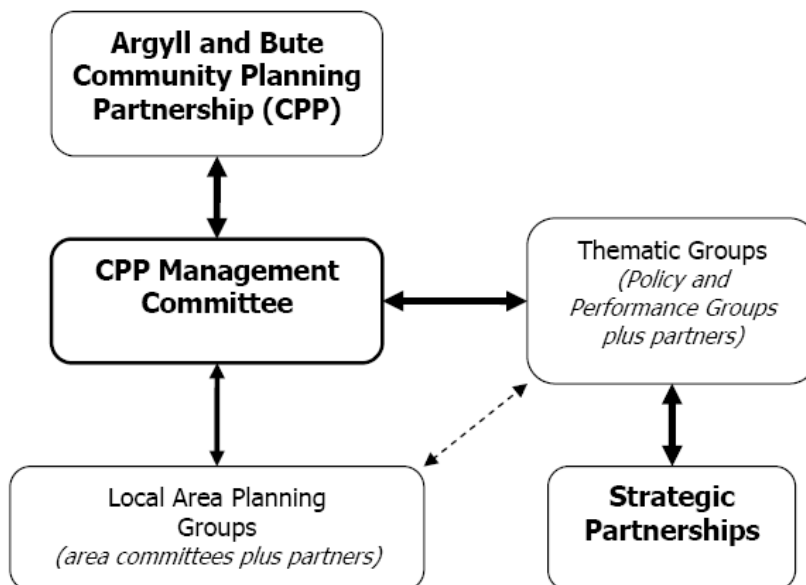 Argyll and Bute
Community Planning
Partnership (CPP)
CPP Management
Committee
Thematic Groups
(Policy and
Performance Groups
plus partners)
Local Area Planning
Groups
(area committees plus partners)
Strategic
Partnerships